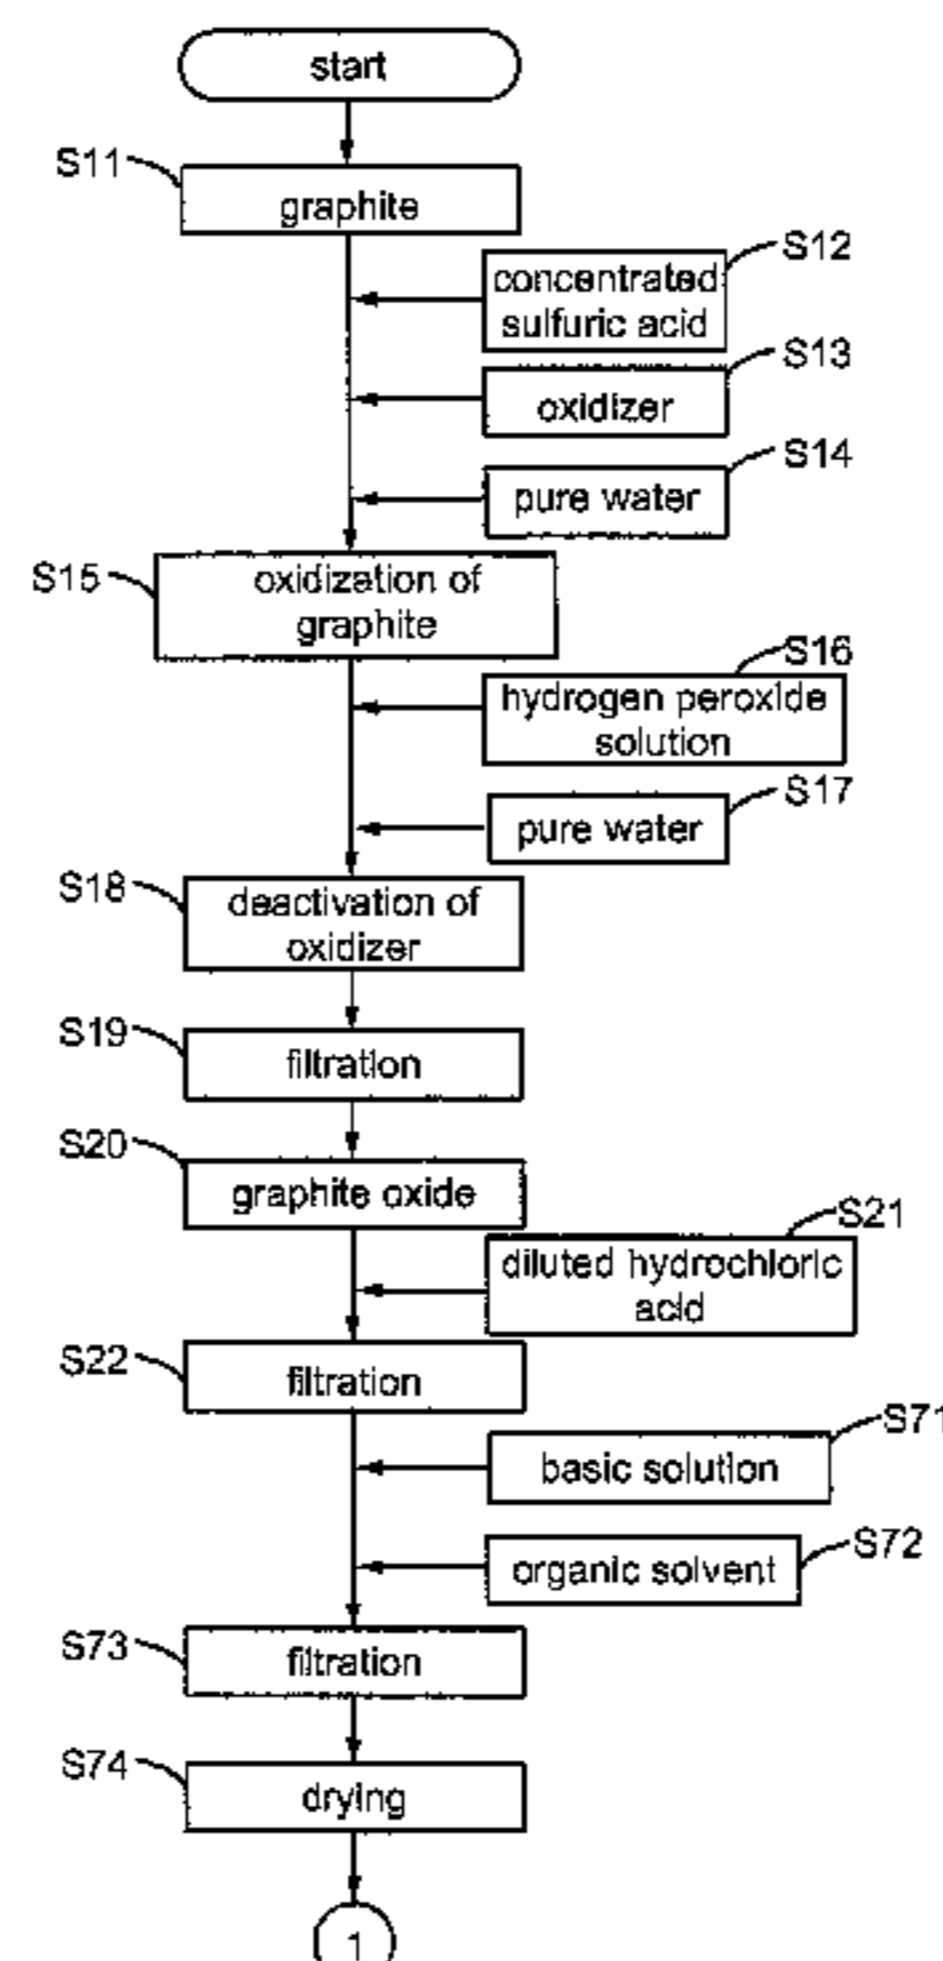 start
S11
graphite
S12
concentrated
sulfuric acid
S13
oxidizer
S14
pure water
S15
oxidization of
graphite
S16
hydrogen peroxide
solution
S17
pure water
S18
deactivation of
oxidizer
S19
filtration
S20
graphite oxide
S21
diluted hydrochloric
acid
S22
filtration
S71
basic solution
S72
organic solvent
S73
filtration
S74
drying
1